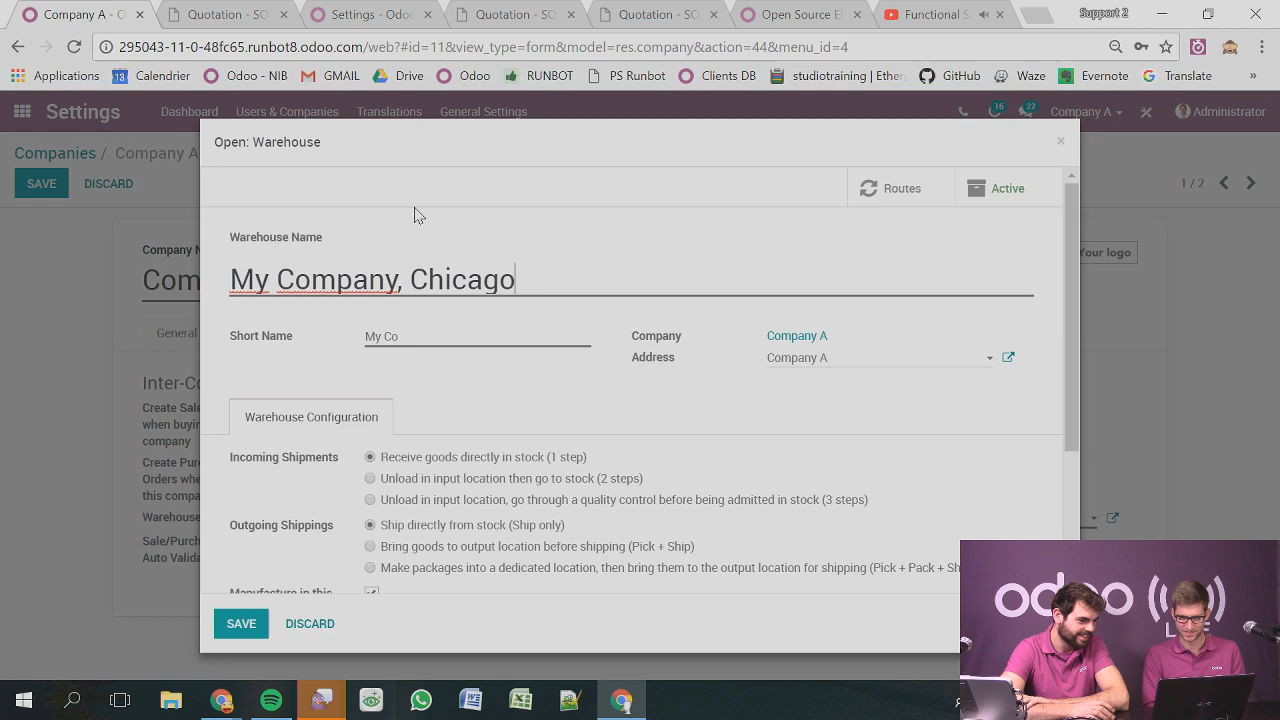 Company A - O
Quotation - SO
Settings - Odoo
Quotation - SO
Quotation - SO
Open Source E
Functional S
Support 2
295043-11-0-48fc65.runbot8.odoo.com/web?#id=11&view_type=form&model=res.company&action=44&menu_id=4
Applications
13
Calendrier
Odoo - NIB
GMAIL
Drive
Odoo
RUNBOT
PS Runbot
Clients DB
studiotraining | Ether
GitHub
Waze
Evernote
Translate
»
Settings
Dashboard
Users & Companies
Translations
General Settings
16
22
Company A
Administrator
Companies / Company A
SAVE
DISCARD
1 / 2
Open: Warehouse
×
Routes
Active
Company N
Com
General
Your logo
Warehouse Name
My Company, Chicago
Short Name
My Co
Company
Company A
Address
Company A
Inter-Co
Create Sale
when buyin
company
Create Purc
Orders whe
this compa
Warehouse
Sale/Purch
Auto Valida
Warehouse Configuration
Incoming Shipments
Receive goods directly in stock (1 step)
Unload in input location then go to stock (2 steps)
Unload in input location, go through a quality control before being admitted in stock (3 steps)
Outgoing Shippings
Ship directly from stock (Ship only)
Bring goods to output location before shipping (Pick + Ship)
Make packages into a dedicated location, then bring them to the output location for shipping (Pick + Pack + Sh
Manufacture in this
SAVE
DISCARD
odoo